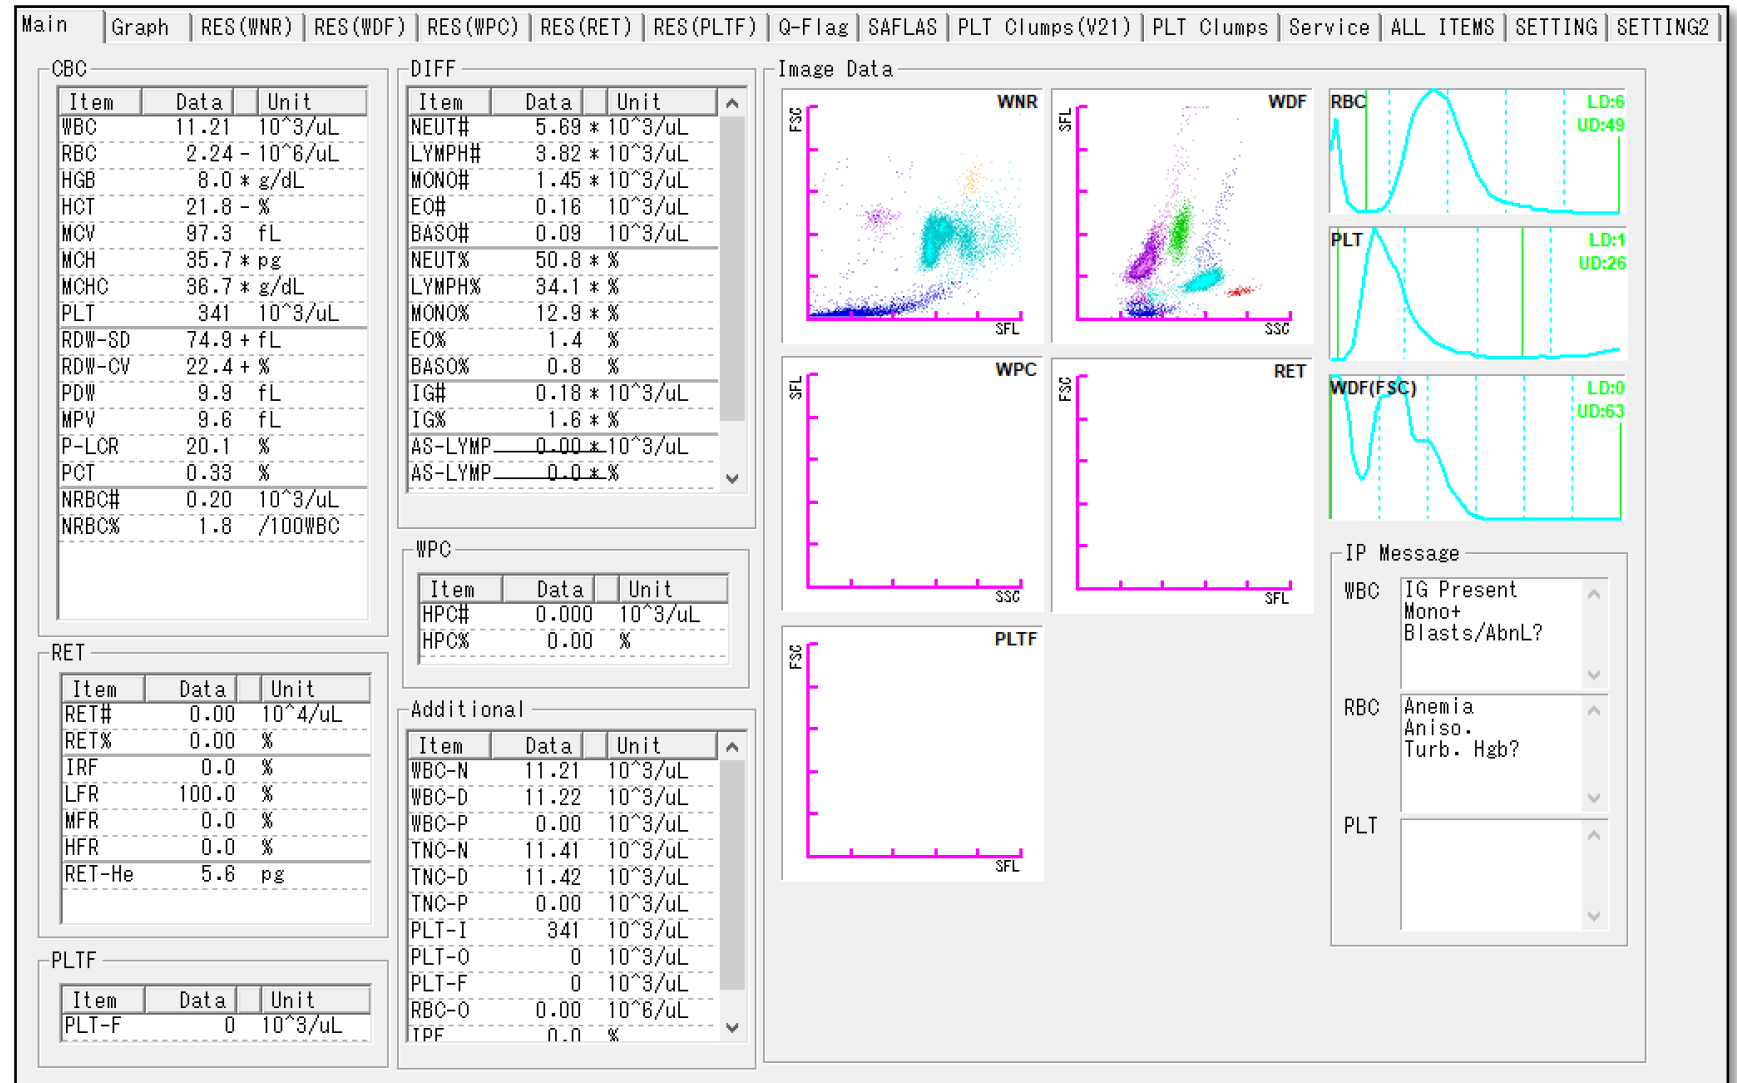 Main Graph RES(WNR) RES(WDF) RES(WPC) RES(RET) RES(PLTF) Q-Flag SAFLAS PLT Clumps(V21) PLT Clumps Service ALL ITEMS SETTING SETTING2
CBC
Item Data Unit
WBC 11.21 10^3/uL
RBC 2.24 - 10^6/uL
HGB 8.0 * g/dL
HCT 21.8 - %
MCV 97.3 fL
MCH 35.7 * pg
MCHC 36.7 * g/dL
PLT 341 10^3/uL
RDW-SD 74.9 + fL
RDW-CV 22.4 + %
PDW 9.9 fL
MPV 9.6 fL
P-LCR 20.1 %
PCT 0.33 %
NRBC# 0.20 10^3/uL
NRBC% 1.8 /100WBC
RET
Item Data Unit
RET# 0.00 10^4/uL
RET% 0.00 %
IRF 0.0 %
LFR 100.0 %
MFR 0.0 %
HFR 0.0 %
RET-He 5.6 pg
PLTF
Item Data Unit
PLT-F 0 10^3/uL
DIFF
Item Data Unit
NEUT# 5.69 * 10^3/uL
LYMPH# 3.82 * 10^3/uL
MONO# 1.45 * 10^3/uL
EO# 0.16 10^3/uL
BASO# 0.09 10^3/uL
NEUT% 50.8 * %
LYMPH% 34.1 * %
MONO% 12.9 * %
EO% 1.4 %
BASO% 0.8 %
IG# 0.18 * 10^3/uL
IG% 1.6 * %
AS-LYMP 0.00 * 10^3/uL
AS-LYMP 0.0 * %
WPC
Item Data Unit
HPC# 0.000 10^3/uL
HPC% 0.00 %
Additional
Item Data Unit
WBC-N 11.21 10^3/uL
WBC-D 11.22 10^3/uL
WBC-P 0.00 10^3/uL
TNC-N 11.41 10^3/uL
TNC-D 11.42 10^3/uL
TNC-P 0.00 10^3/uL
PLT-I 341 10^3/uL
PLT-O 0 10^3/uL
PLT-F 0 10^3/uL
RBC-O 0.00 10^6/uL
IPF 0.0 %
Image Data
WNR
FSC
SFL
WDF
SFL
SSC
WPC
SFL
SSC
RET
FSC
SFL
PLTF
FSC
SFL
RBC
LD:6
UD:49
PLT
LD:1
UD:26
WDF(FSC)
LD:0
UD:63
IP Message
WBC
IG Present
Mono+
Blasts/AbnL?
RBC
Anemia
Aniso.
Turb. Hgb?
PLT